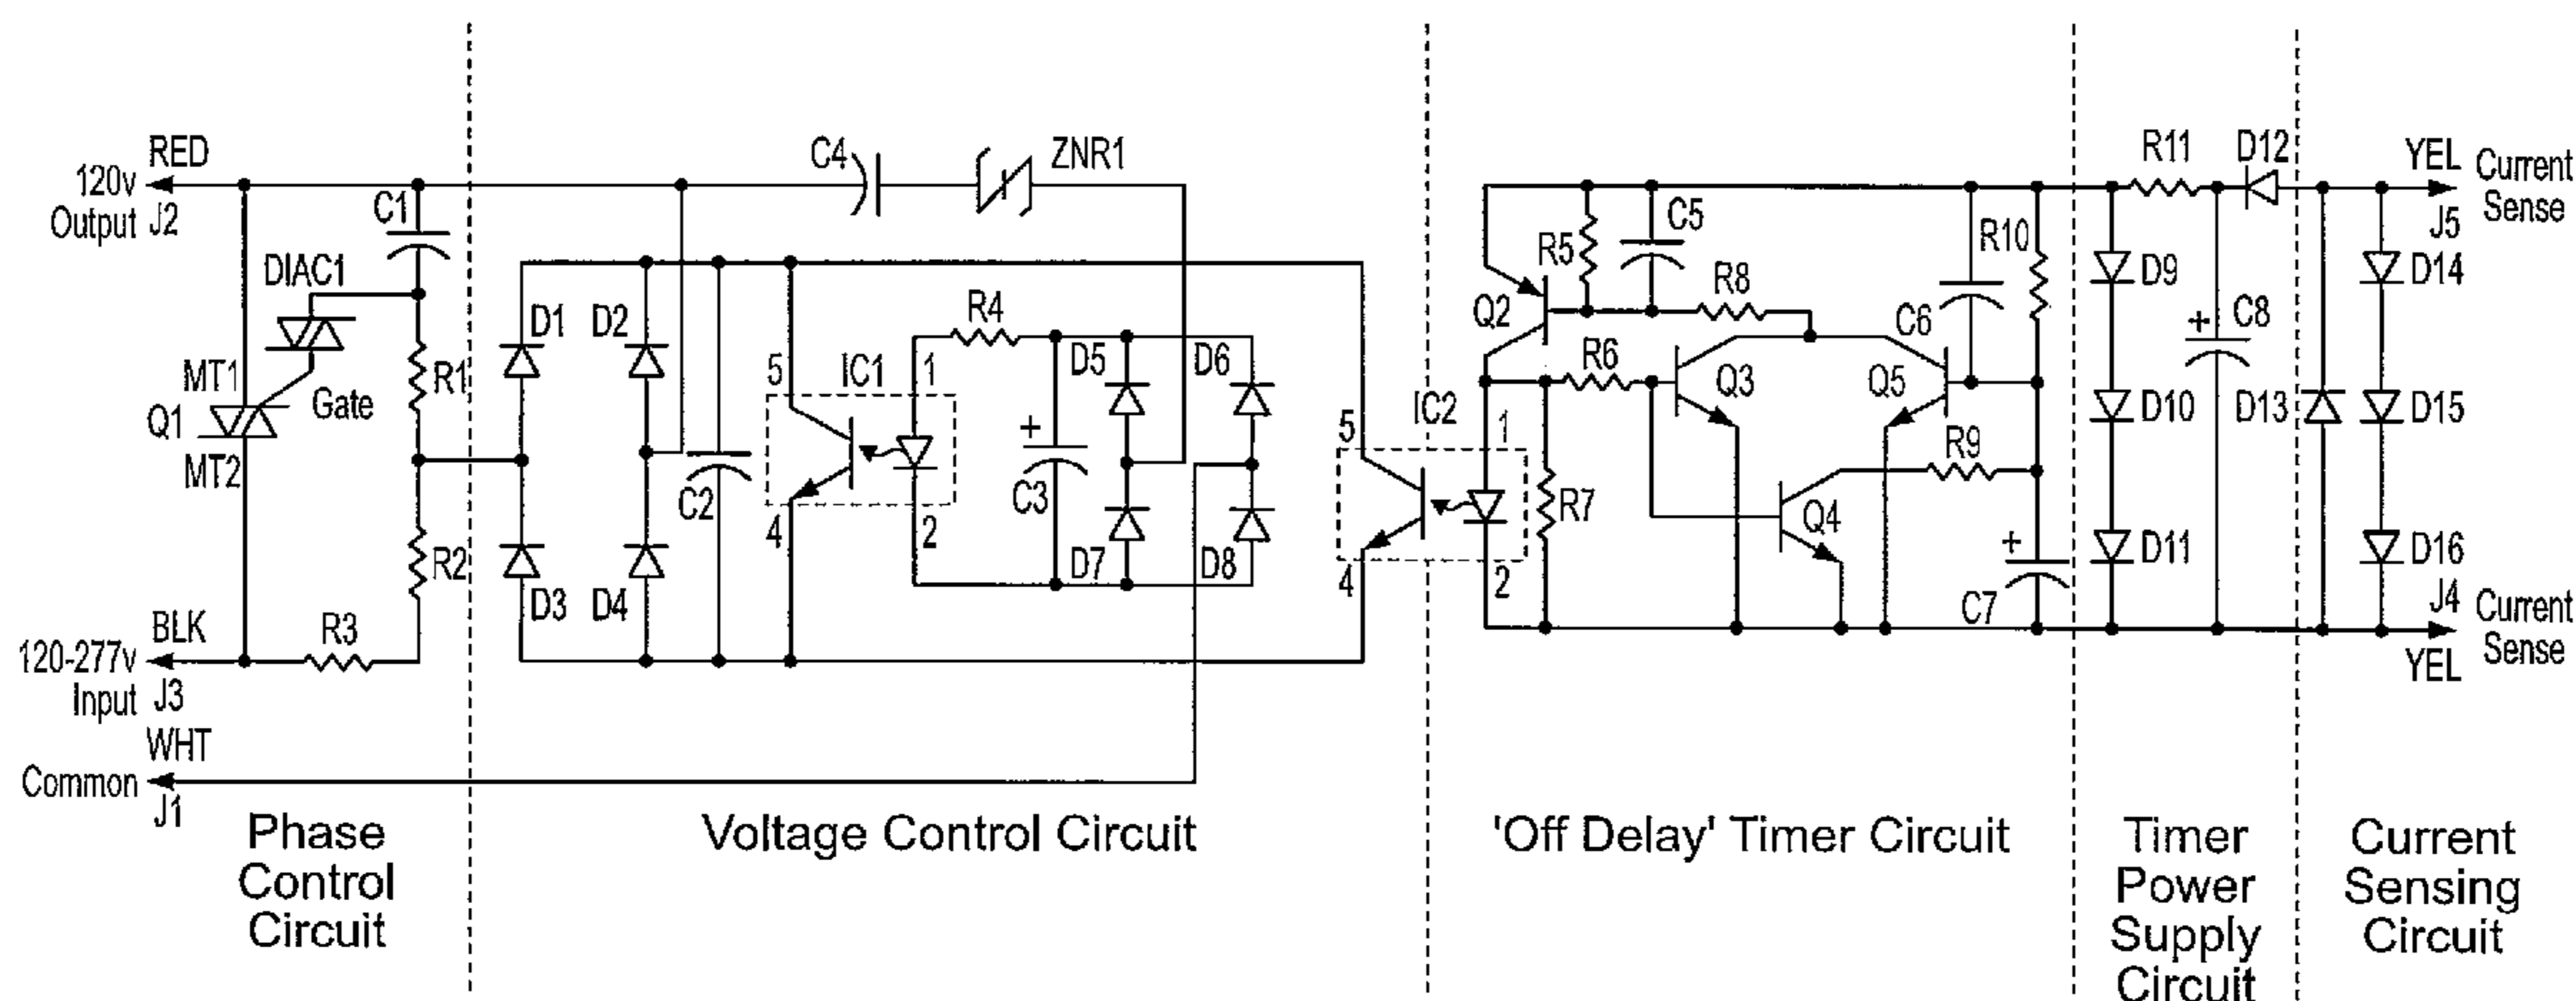 RED
120v
Output J2
C1
DIAC1
MT1
Q1
MT2
Gate
R1
R2
BLK
R3
120-277v
Input J3
WHT
Common
J1
Phase
Control
Circuit
C4
ZNR1
D1
D2
D3
D4
C2
5
IC1
4
R4
1
2
C3
+
D5
D6
D7
D8
Voltage Control Circuit
5
IC2
4
1
2
Q2
R5
C5
R8
R6
R7
Q3
Q5
Q4
C6
R10
R9
+
C7
'Off Delay' Timer Circuit
R11
D12
D9
D10
D11
+
C8
Timer
Power
Supply
Circuit
D13
D14
D15
D16
YEL
Current
Sense
J5
J4
Current
Sense
YEL
Current
Sensing
Circuit